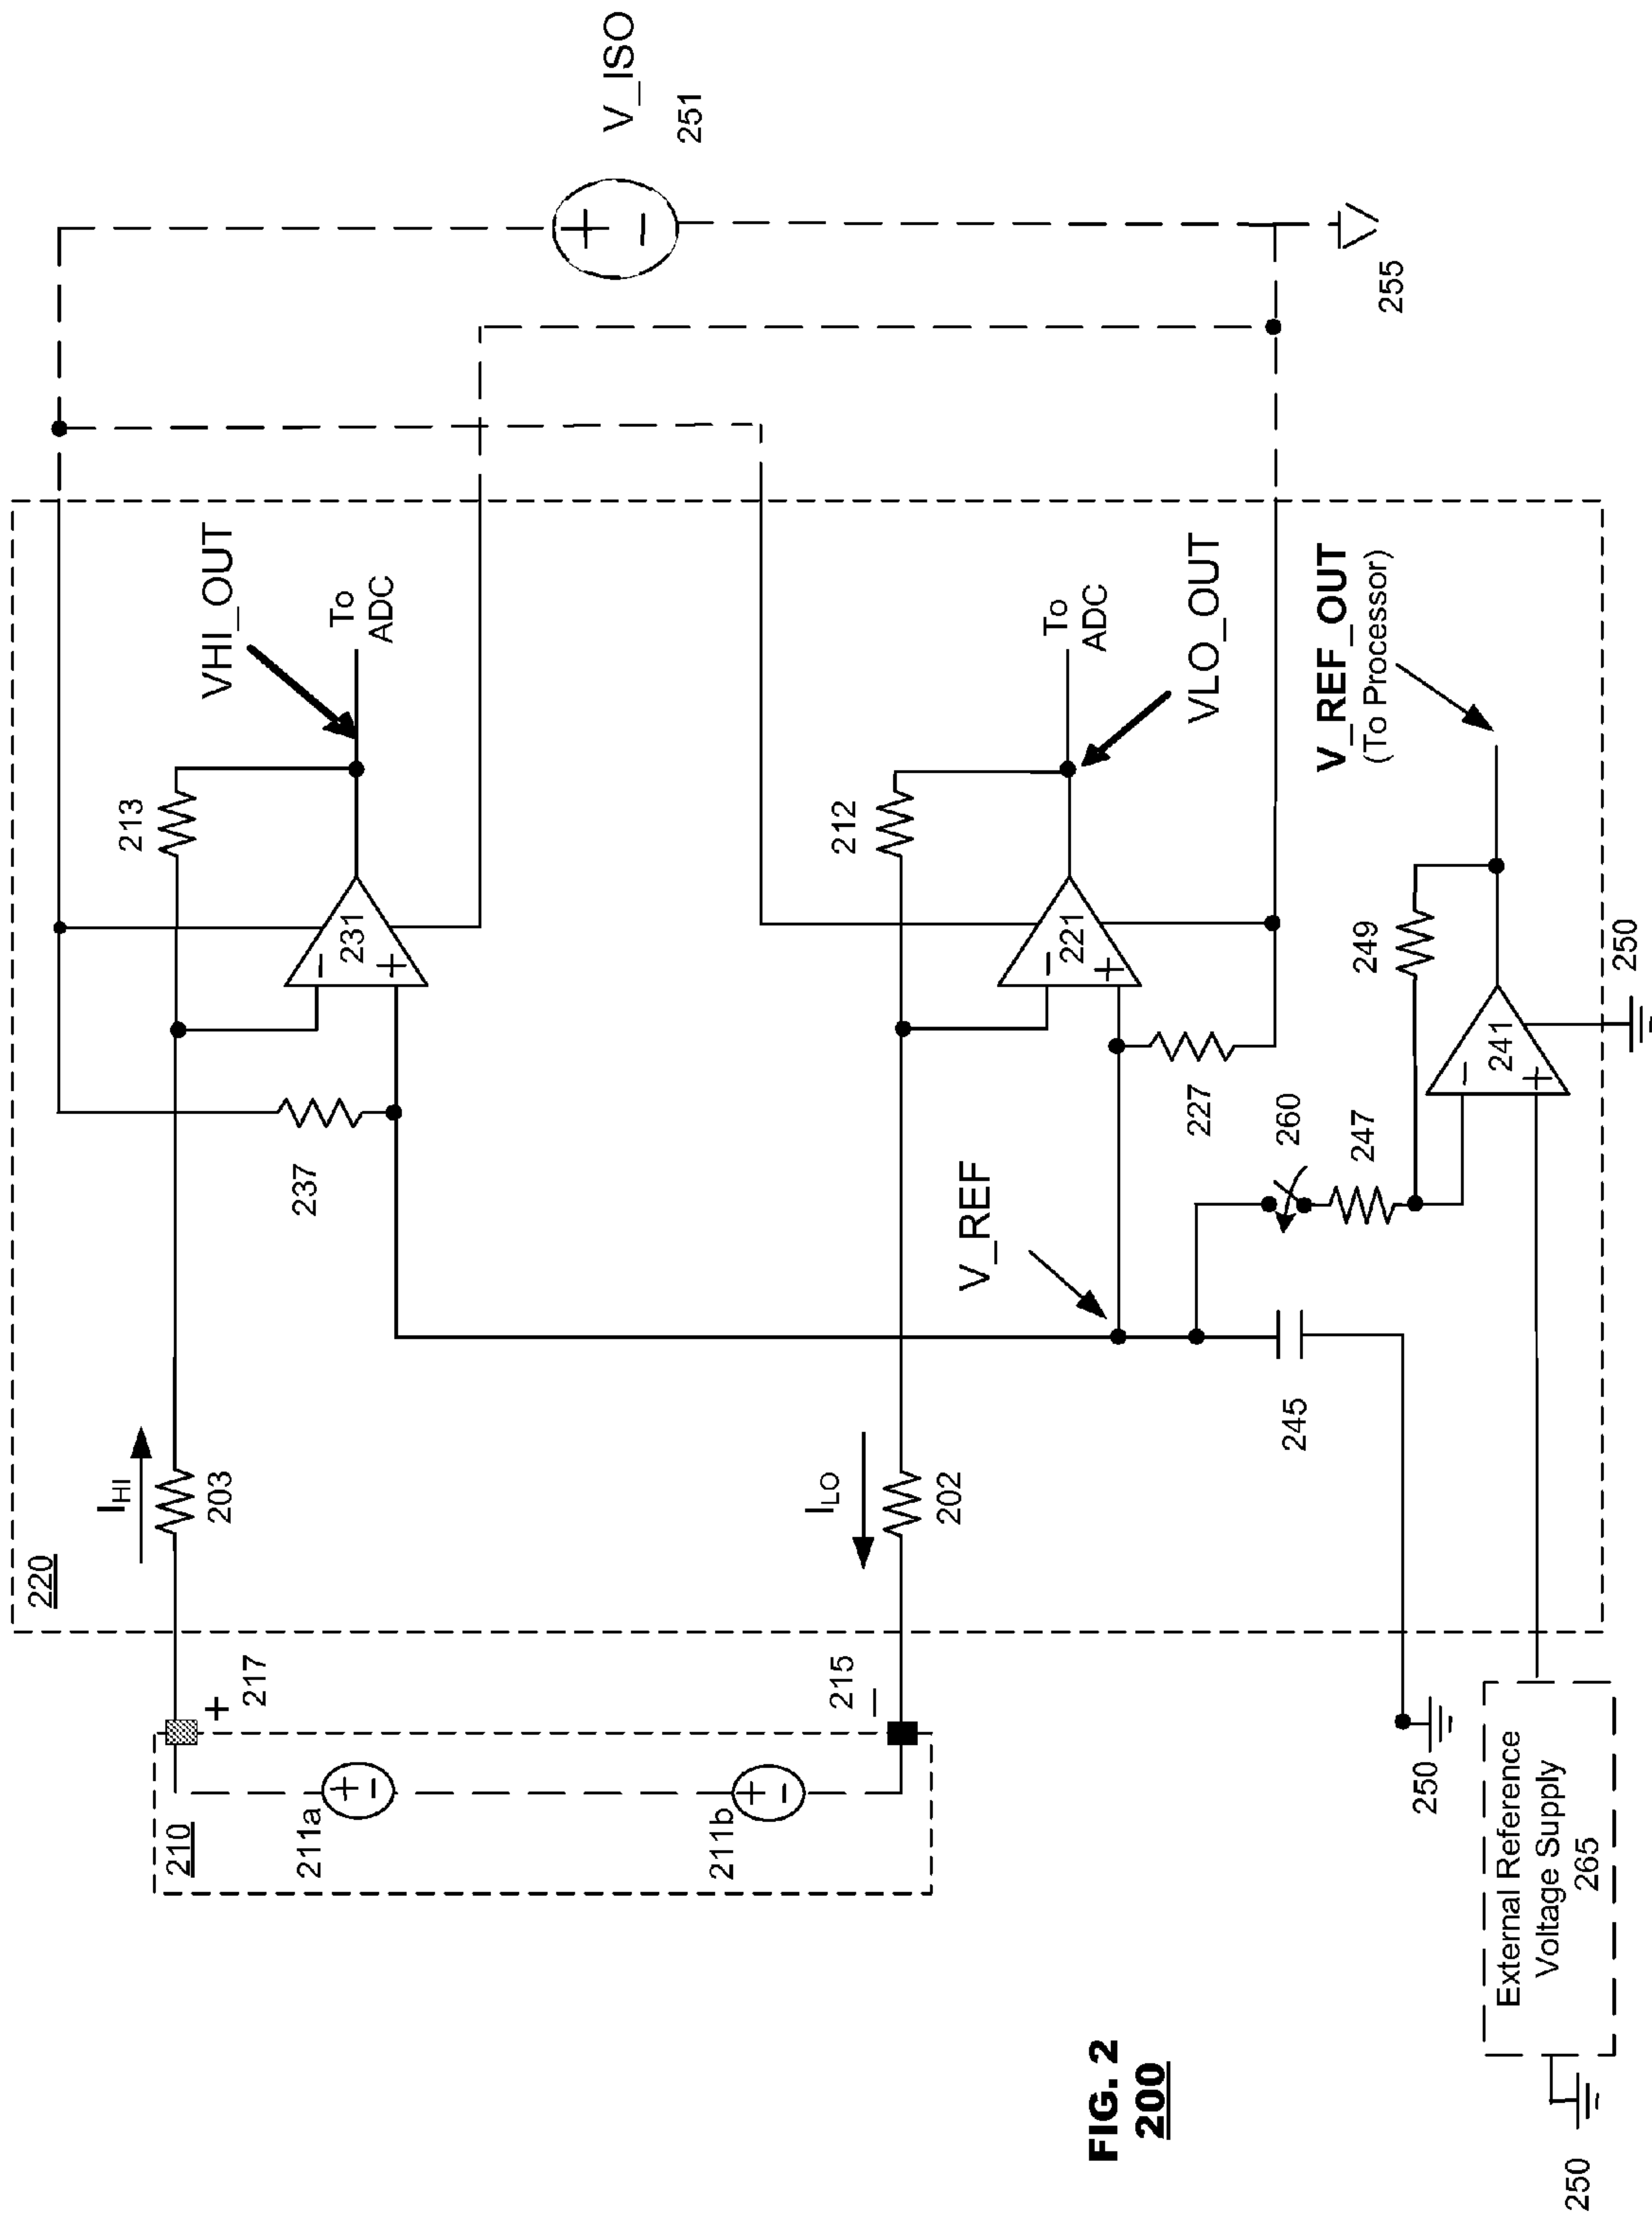 V_ISO
251
255
VHI_OUT
To
ADC
213
231
−
+
237
I_HI
203
220
217
+
210
211a
+
−
211b
+
−
215
−
I_LO
202
212
221
−
+
To
ADC
VLO_OUT
227
V_REF
V_REF_OUT
(To Processor)
249
241
−
+
250
260
247
245
250
External Reference
Voltage Supply
265
250
+
−
FIG. 2
200